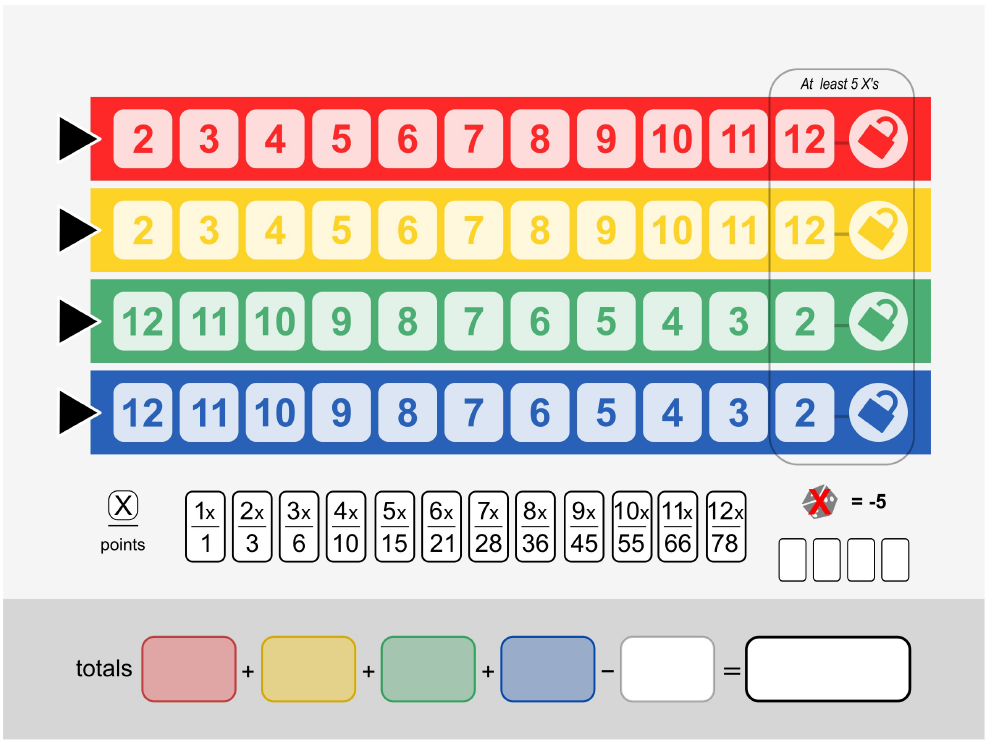 At least 5 X's
2 3 4 5 6 7 8 9 10 11 12
2 3 4 5 6 7 8 9 10 11 12
12 11 10 9 8 7 6 5 4 3 2
12 11 10 9 8 7 6 5 4 3 2
X
points
1x 2x 3x 4x 5x 6x 7x 8x 9x 10x 11x 12x
1 3 6 10 15 21 28 36 45 55 66 78
X = -5
totals + + + - =